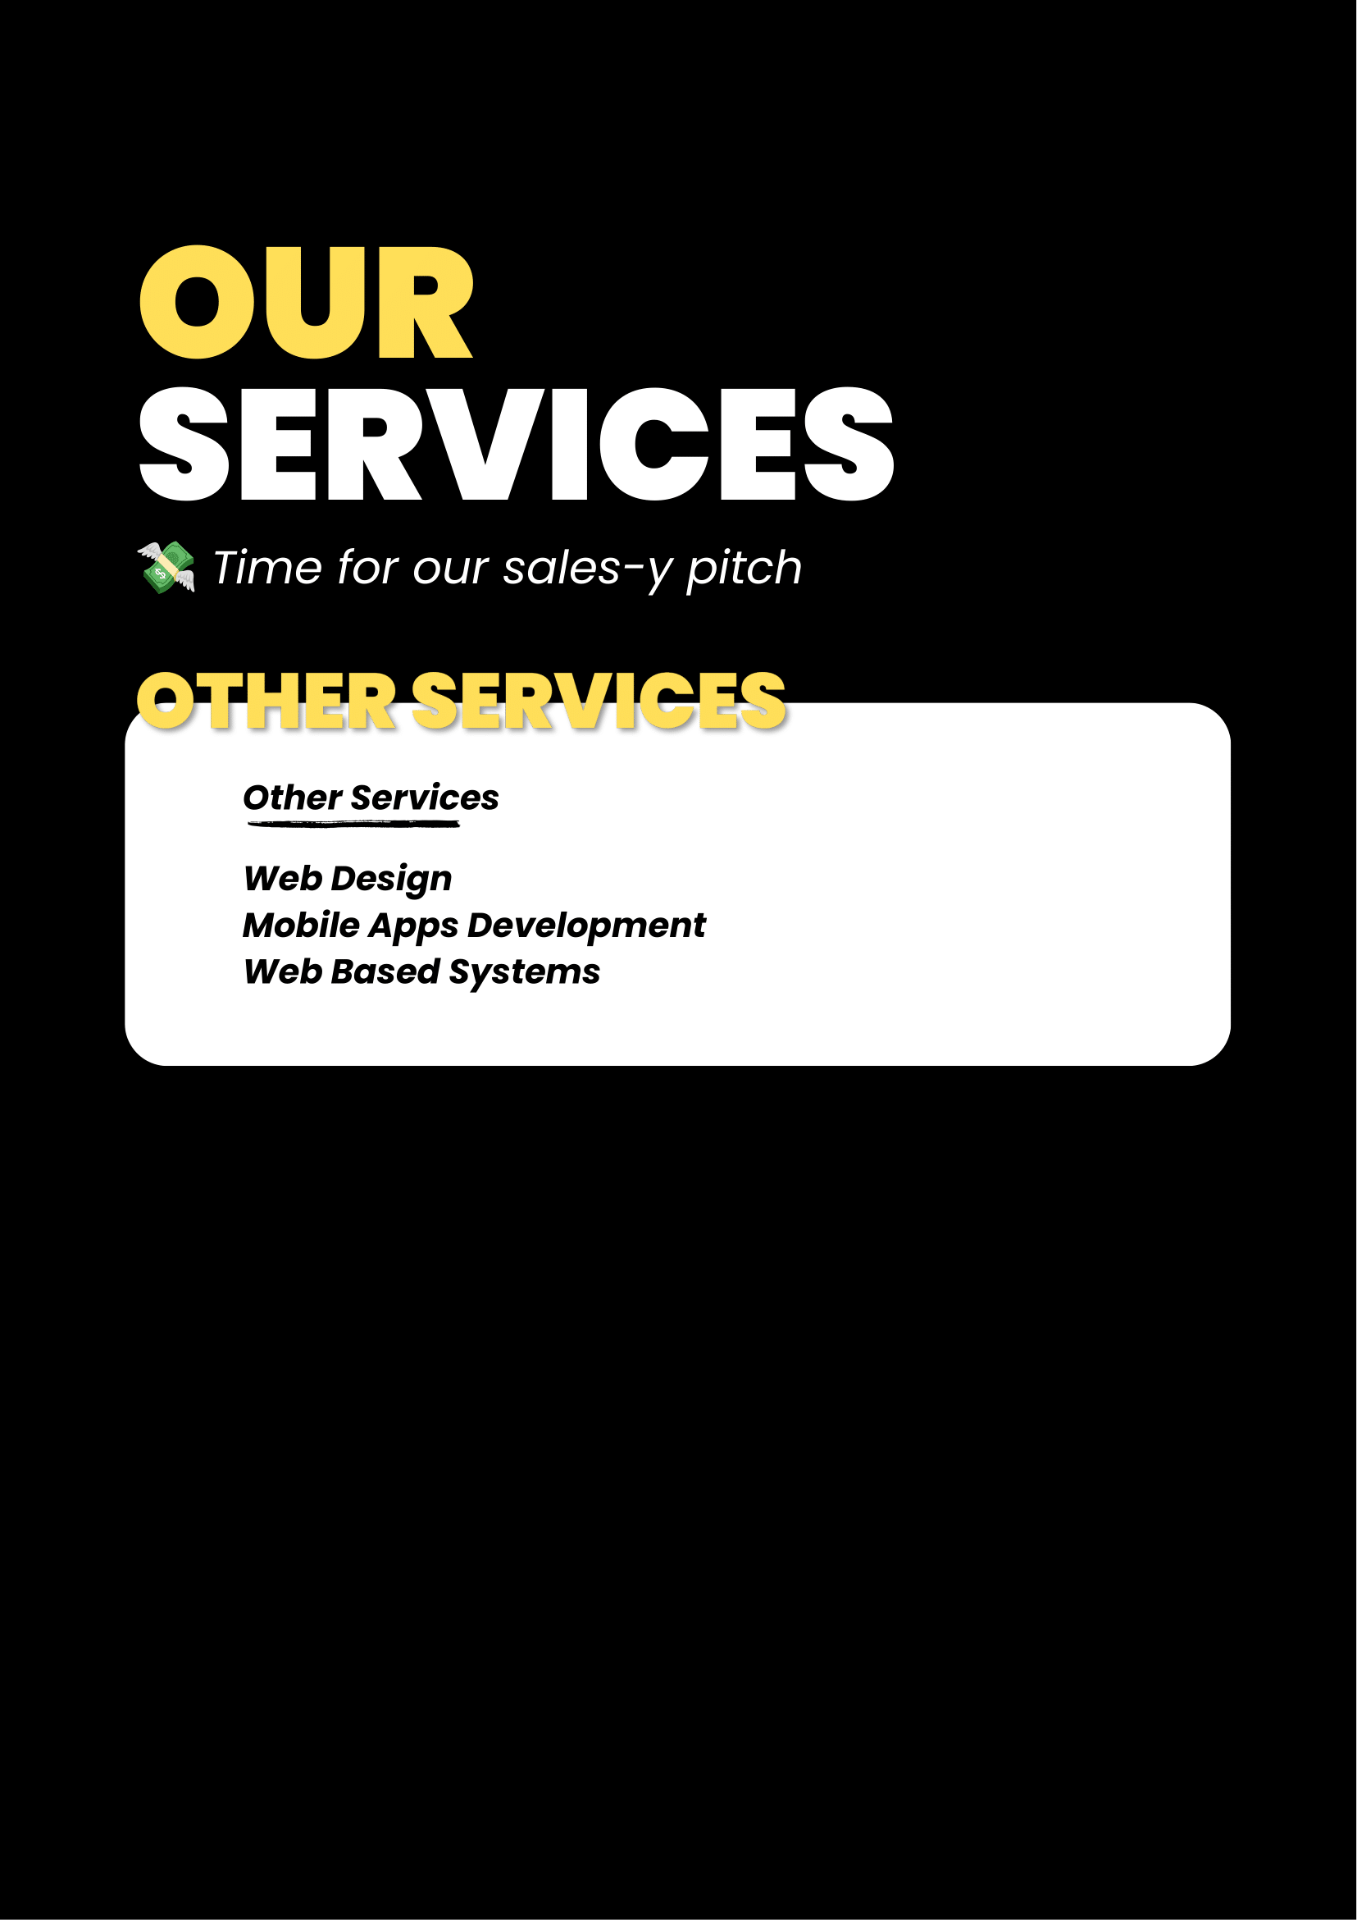 OUR
SERVICES
💸 Time for our sales-y pitch
OTHER SERVICES
Other Services
Web Design
Mobile Apps Development
Web Based Systems